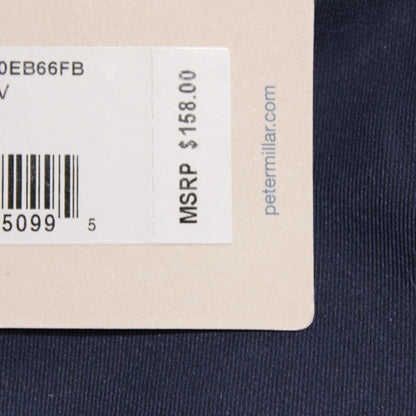 0EB66FB
V
5099 5
MSRP $158.00
petermillar.com